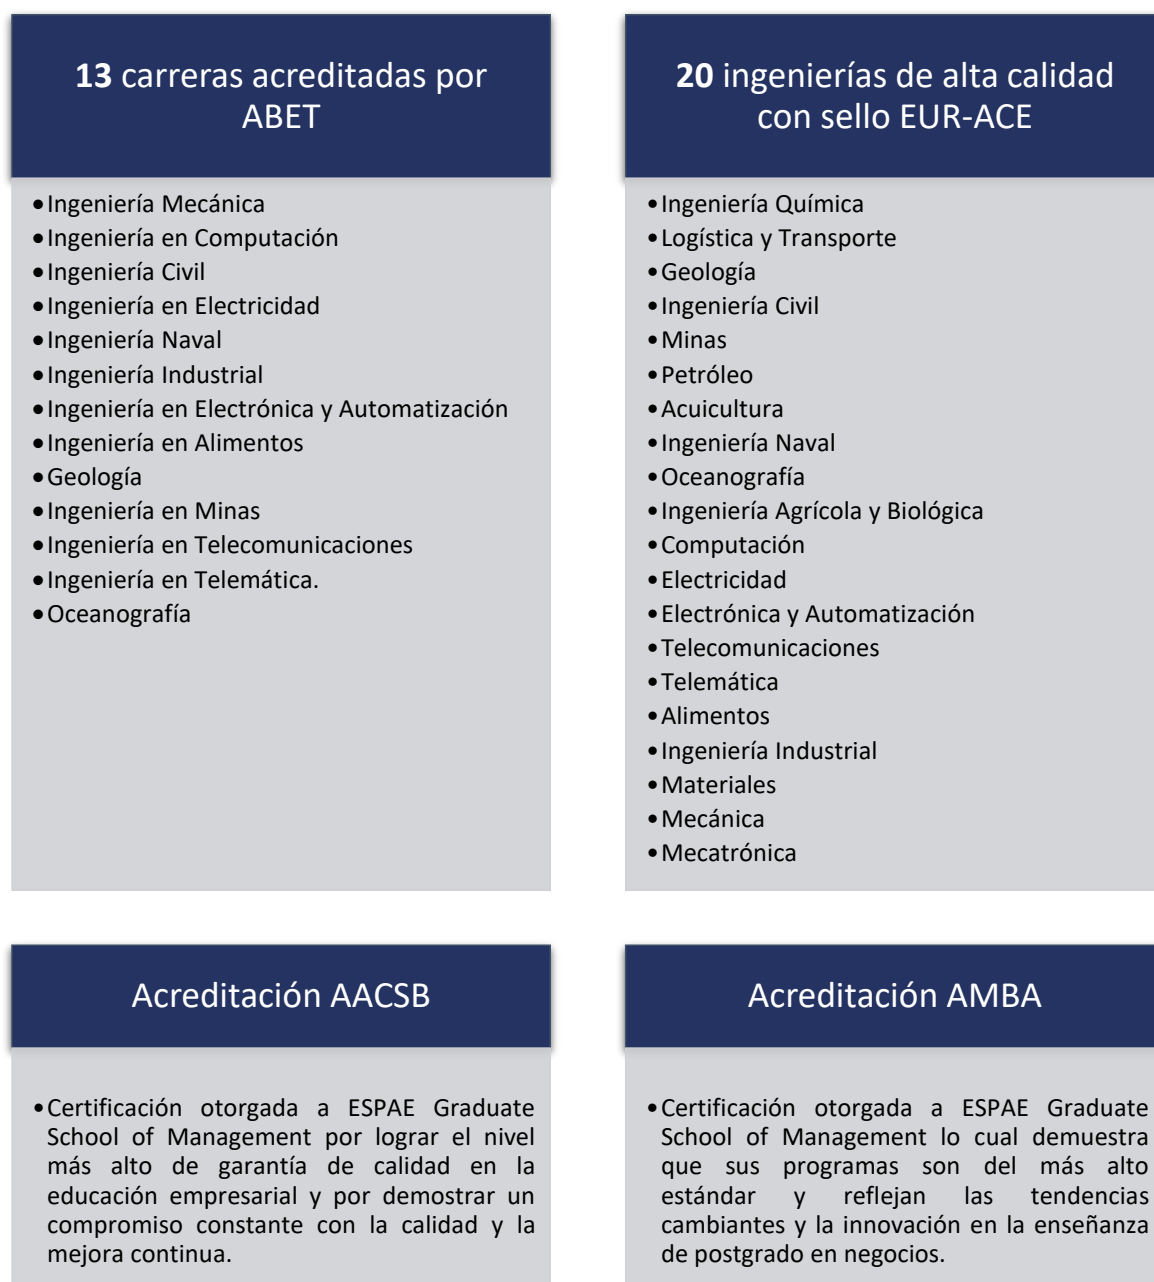 13 carreras acreditadas por
ABET
•Ingeniería Mecánica
•Ingeniería en Computación
•Ingeniería Civil
•Ingeniería en Electricidad
•Ingeniería Naval
•Ingeniería Industrial
•Ingeniería en Electrónica y Automatización
•Ingeniería en Alimentos
•Geología
•Ingeniería en Minas
•Ingeniería en Telecomunicaciones
•Ingeniería en Telemática.
•Oceanografía
20 ingenierías de alta calidad
con sello EUR-ACE
•Ingeniería Química
•Logística y Transporte
•Geología
•Ingeniería Civil
•Minas
•Petróleo
•Acuicultura
•Ingeniería Naval
•Oceanografía
•Ingeniería Agrícola y Biológica
•Computación
•Electricidad
•Electrónica y Automatización
•Telecomunicaciones
•Telemática
•Alimentos
•Ingeniería Industrial
•Materiales
•Mecánica
•Mecatrónica
Acreditación AACSB
•Certificación otorgada a ESPAE Graduate
School of Management por lograr el nivel
más alto de garantía de calidad en la
educación empresarial y por demostrar un
compromiso constante con la calidad y la
mejora continua.
Acreditación AMBA
•Certificación otorgada a ESPAE Graduate
School of Management lo cual demuestra
que sus programas son del más alto
estándar y reflejan las tendencias
cambiantes y la innovación en la enseñanza
de postgrado en negocios.